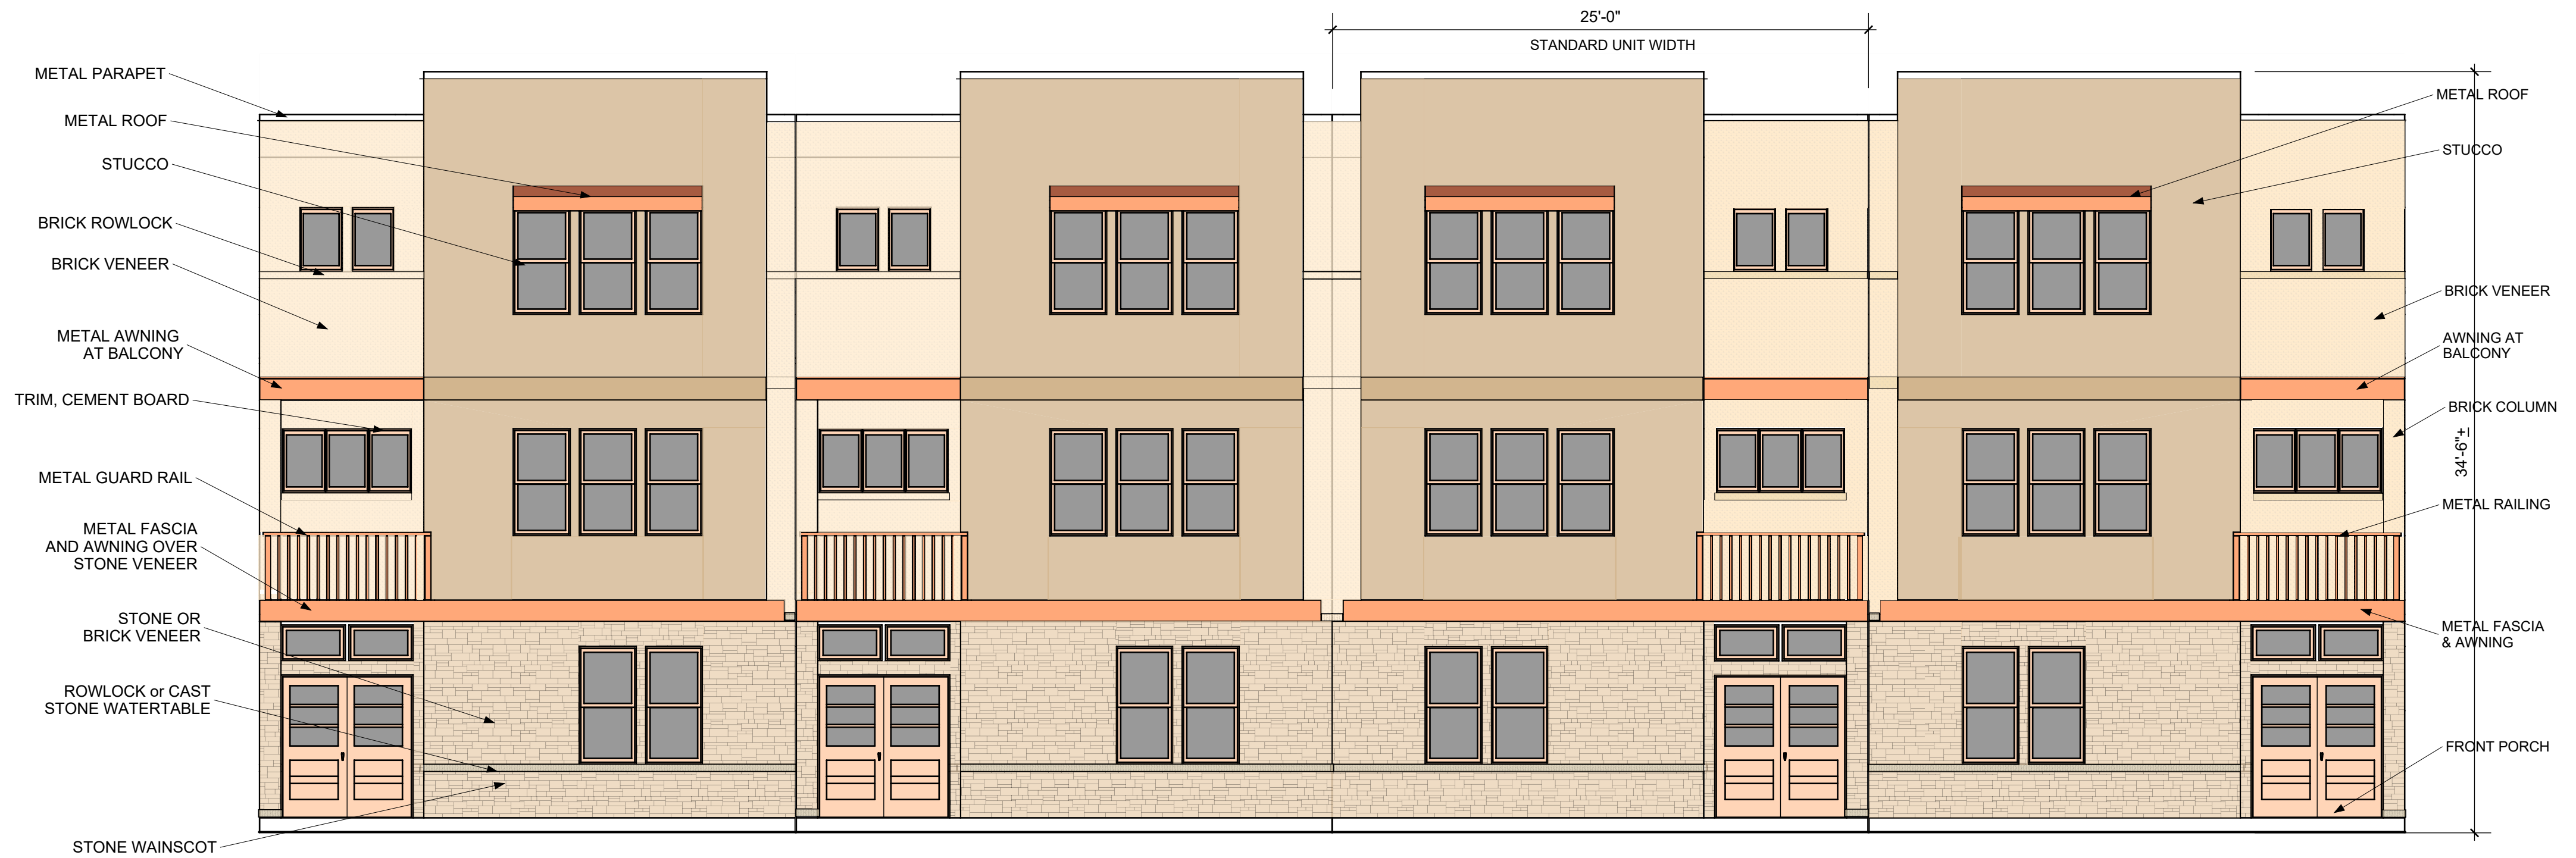 25'-0"
STANDARD UNIT WIDTH
METAL PARAPET
METAL ROOF
STUCCO
BRICK ROWLOCK
BRICK VENEER
METAL AWNING
AT BALCONY
TRIM, CEMENT BOARD
METAL GUARD RAIL
METAL FASCIA
AND AWNING OVER
STONE VENEER
STONE OR
BRICK VENEER
ROWLOCK or CAST
STONE WATERTABLE
STONE WAINSCOT
METAL ROOF
STUCCO
BRICK VENEER
AWNING AT
BALCONY
BRICK COLUMN
34'-6"±
METAL RAILING
METAL FASCIA
& AWNING
FRONT PORCH